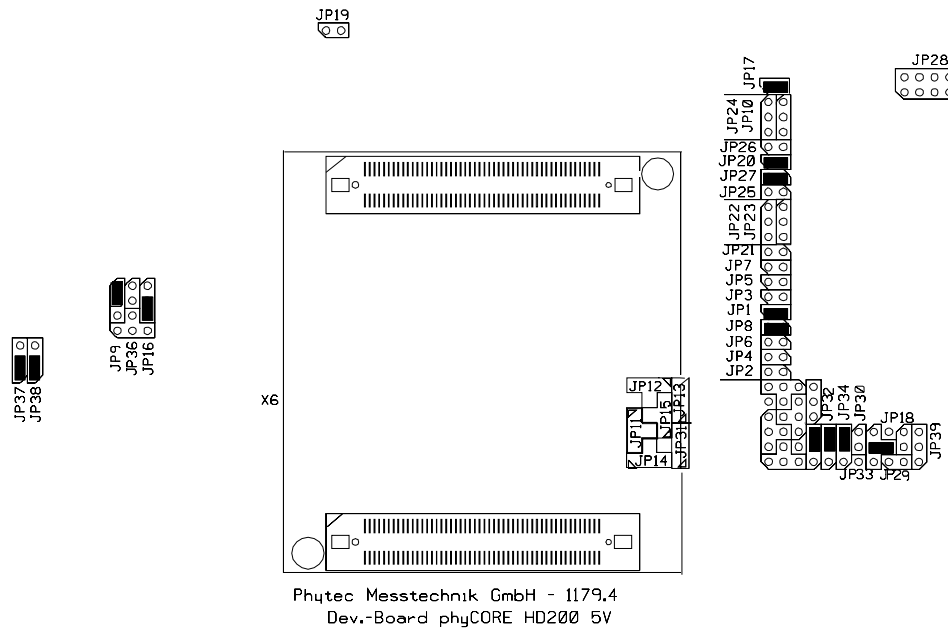 JP19
JP28
JP17
JP24
JP10
JP26
JP20
JP27
JP25
JP22
JP23
JP21
JP7
JP5
JP3
JP1
JP8
JP6
JP4
JP2
JP9
JP36
JP16
JP37
JP38
X6
JP12
JP13
JP15
JP11
JP31
JP14
JP32
JP34
JP30
JP18
JP39
JP33
JP29
Phytec Messtechnik GmbH - 1179.4
Dev.-Board phyCORE HD200 5V